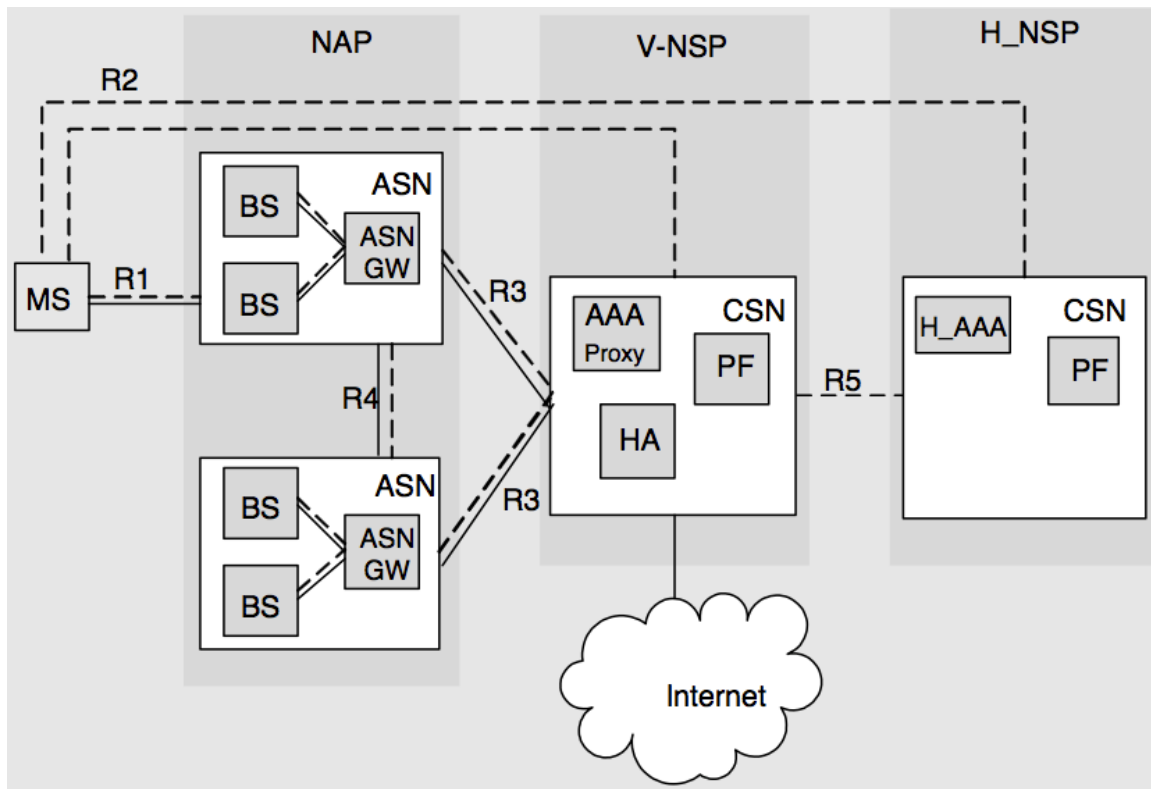 NAP
V-NSP
H_NSP
R2
ASN
BS
ASN
GW
BS
MS
R1
R3
AAA
Proxy
CSN
PF
HA
R5
H_AAA
CSN
PF
R4
ASN
BS
ASN
GW
BS
R3
Internet